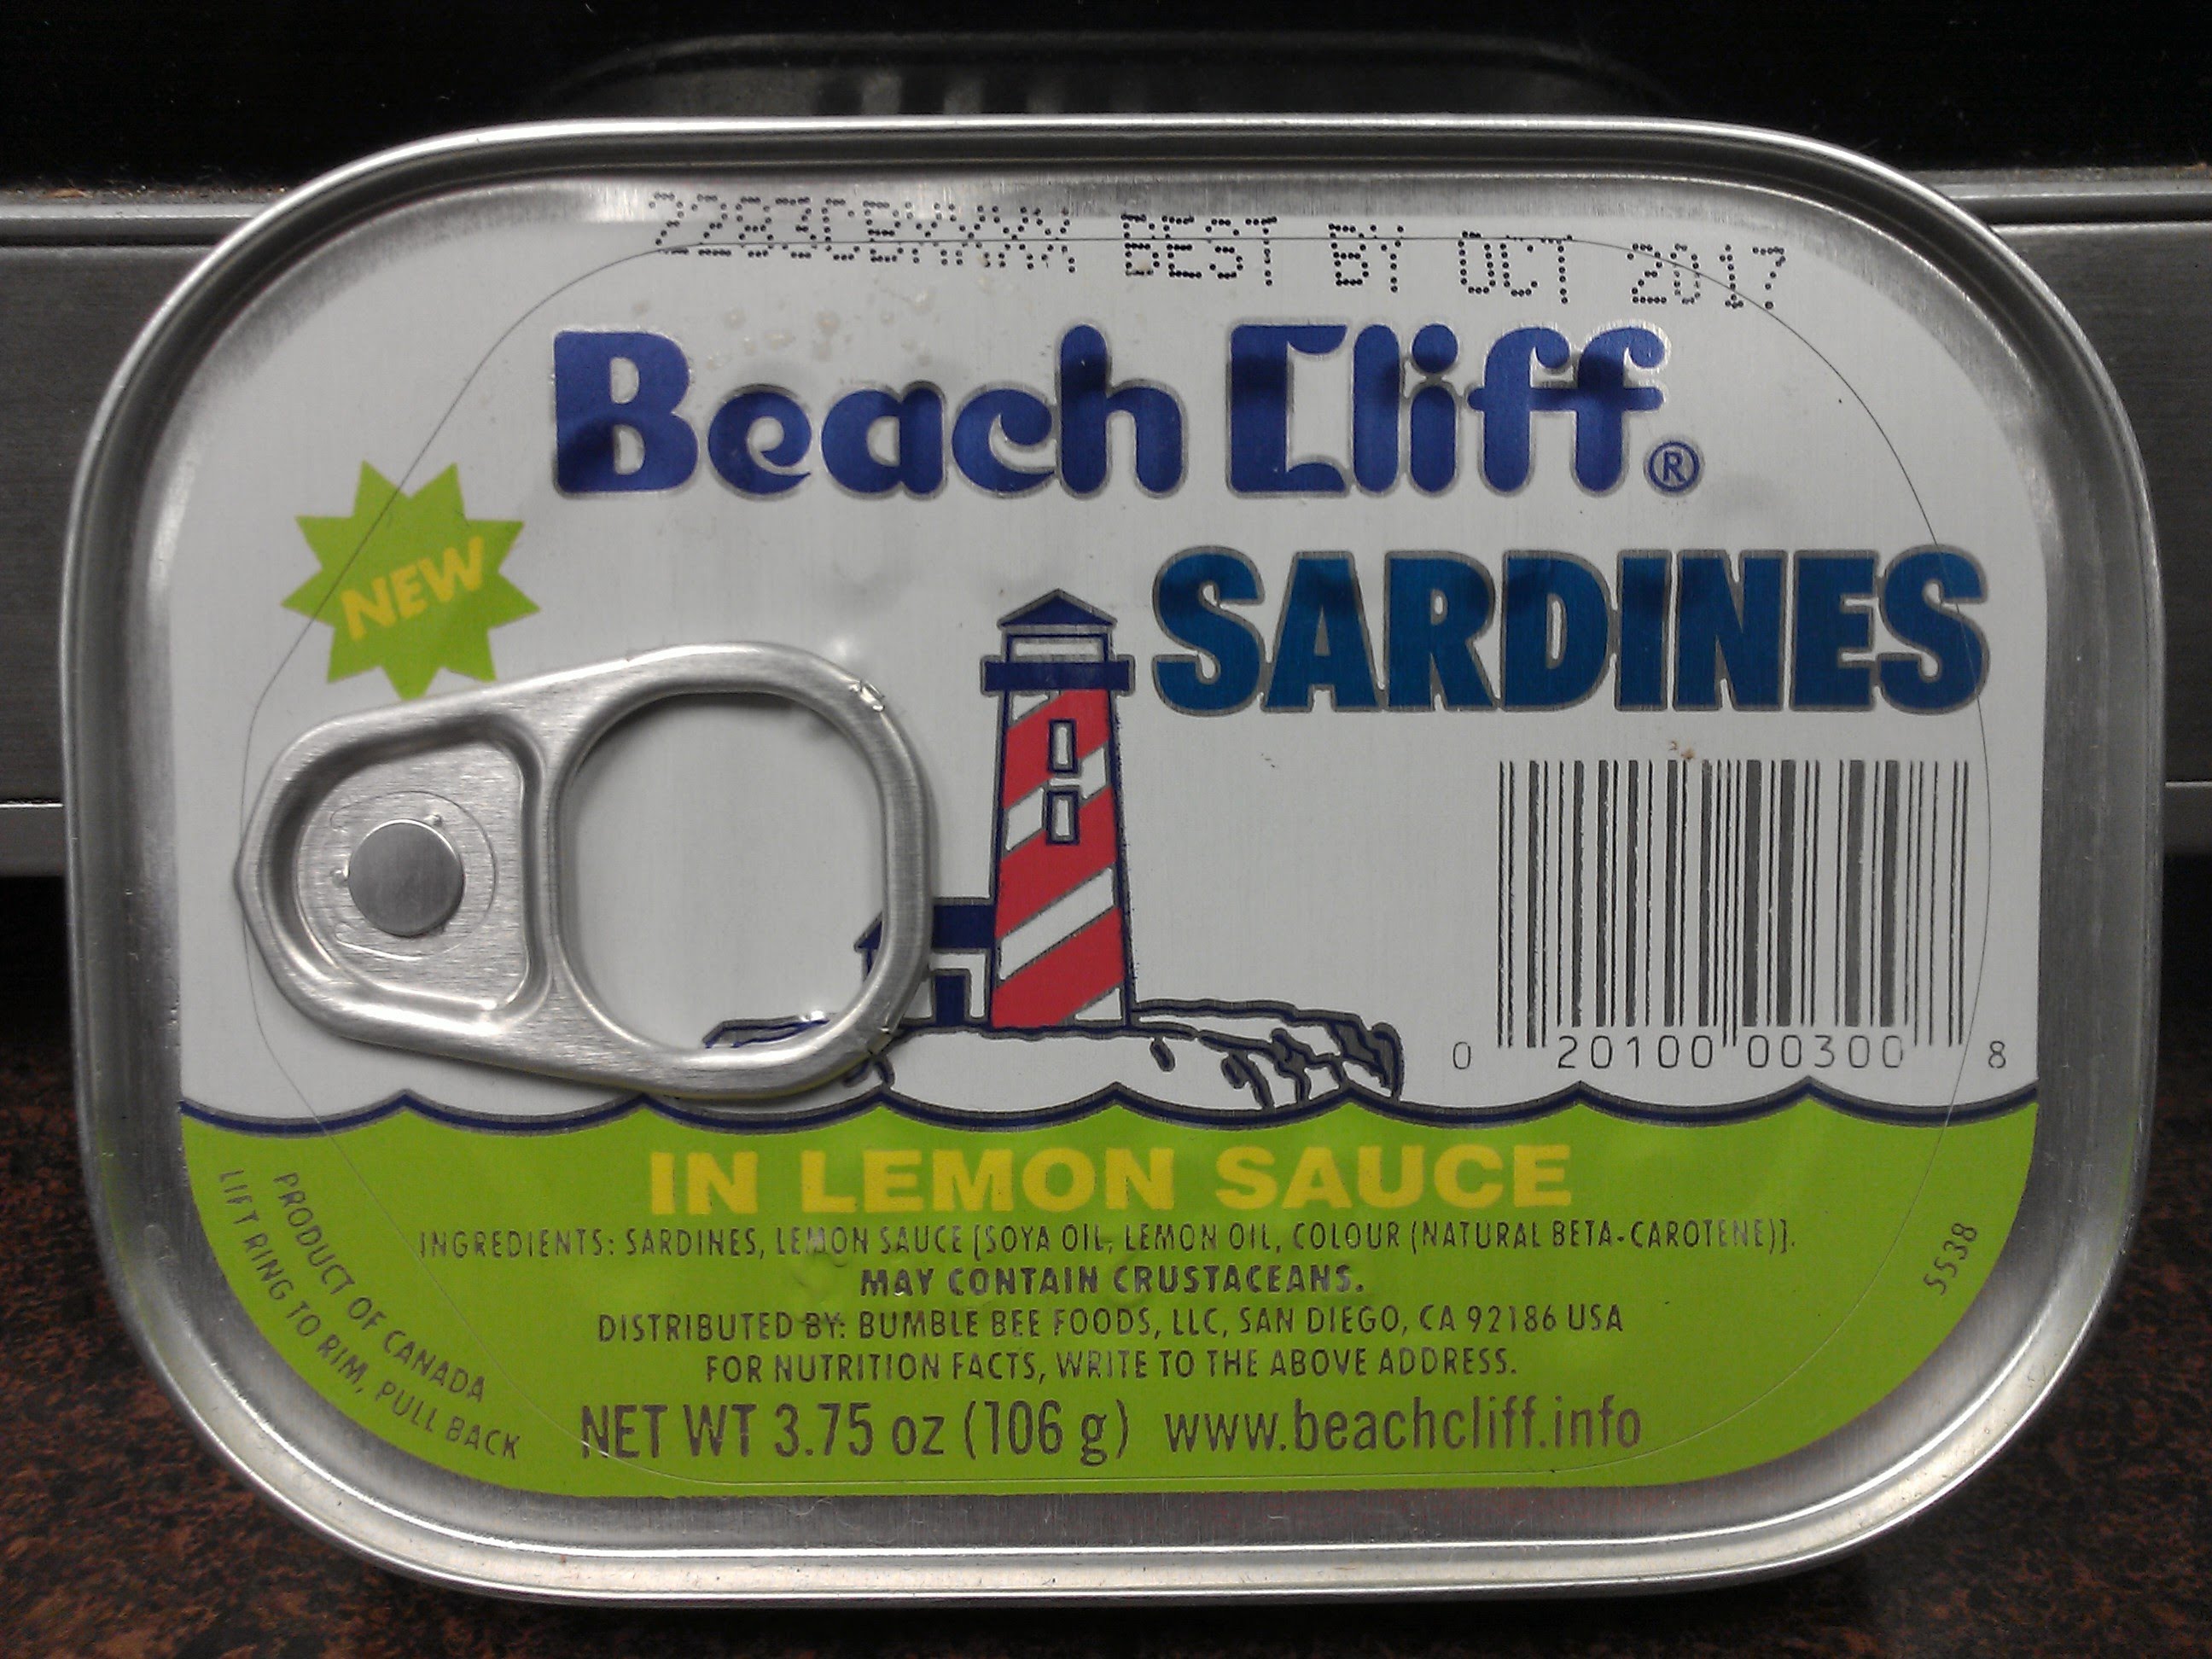 BEST BY OCT 2017
Beach Cliff®
NEW
SARDINES
0 20100 00300 8
IN LEMON SAUCE
INGREDIENTS: SARDINES, LEMON SAUCE [SOYA OIL, LEMON OIL, COLOUR (NATURAL BETA-CAROTENE)].
MAY CONTAIN CRUSTACEANS.
DISTRIBUTED BY: BUMBLE BEE FOODS, LLC, SAN DIEGO, CA 92186 USA
FOR NUTRITION FACTS, WRITE TO THE ABOVE ADDRESS.
NET WT 3.75 oz (106 g) www.beachcliff.info
PRODUCT OF CANADA
LIFT RING TO RIM, PULL BACK
5538